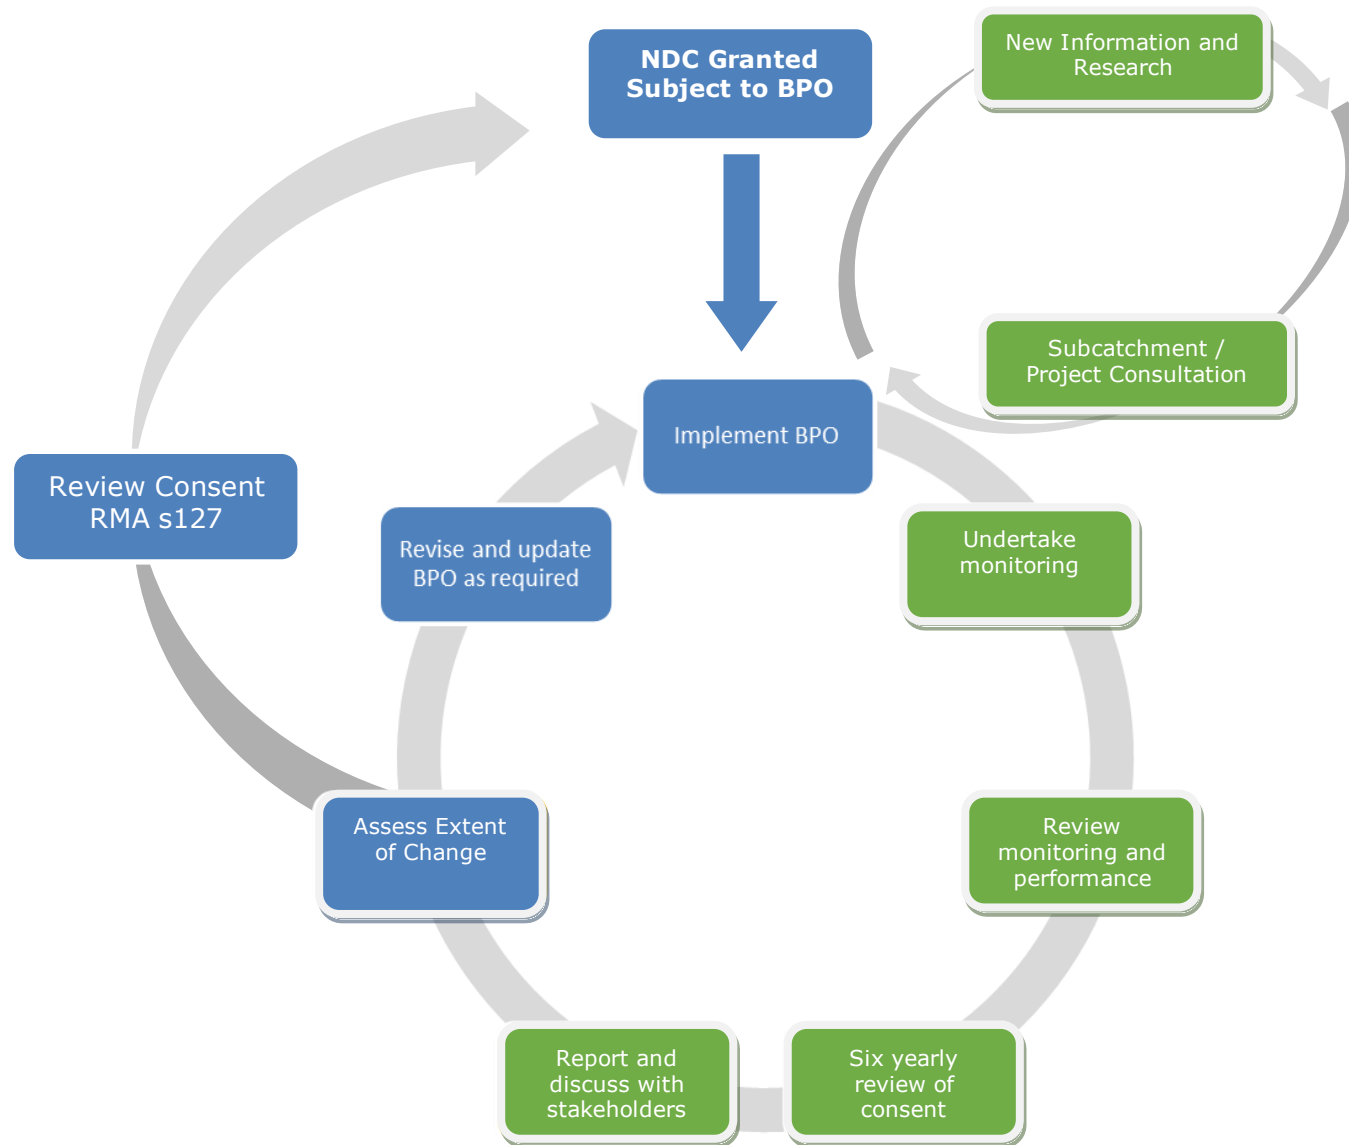 NDC Granted
Subject to BPO
New Information and
Research
Subcatchment /
Project Consultation
Implement BPO
Review Consent
RMA s127
Revise and update
BPO as required
Undertake
monitoring
Assess Extent
of Change
Review
monitoring and
performance
Report and
discuss with
stakeholders
Six yearly
review of
consent